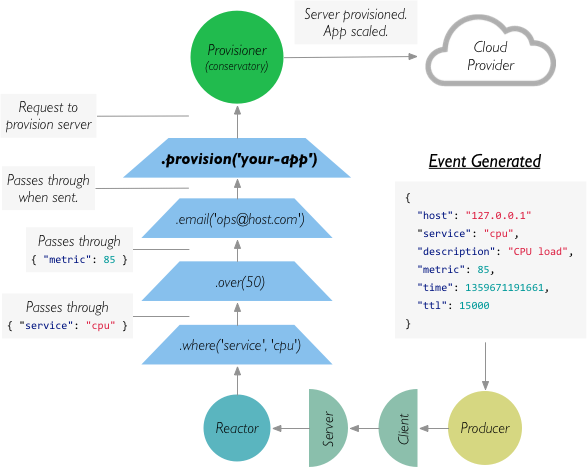 Server provisioned.
App scaled.
Provisioner
(conservatory)
Cloud
Provider
Request to
provision server
.provision('your-app')
Passes through
when sent.
.email('ops@host.com')
Passes through
{ "metric": 85 }
.over(50)
Passes through
{ "service": "cpu" }
.where('service', 'cpu')
Event Generated
{
"host": "127.0.0.1"
"service": "cpu",
"description": "CPU load",
"metric": 85,
"time": 1359671191661,
"ttl": 15000
}
Reactor
Server
Client
Producer